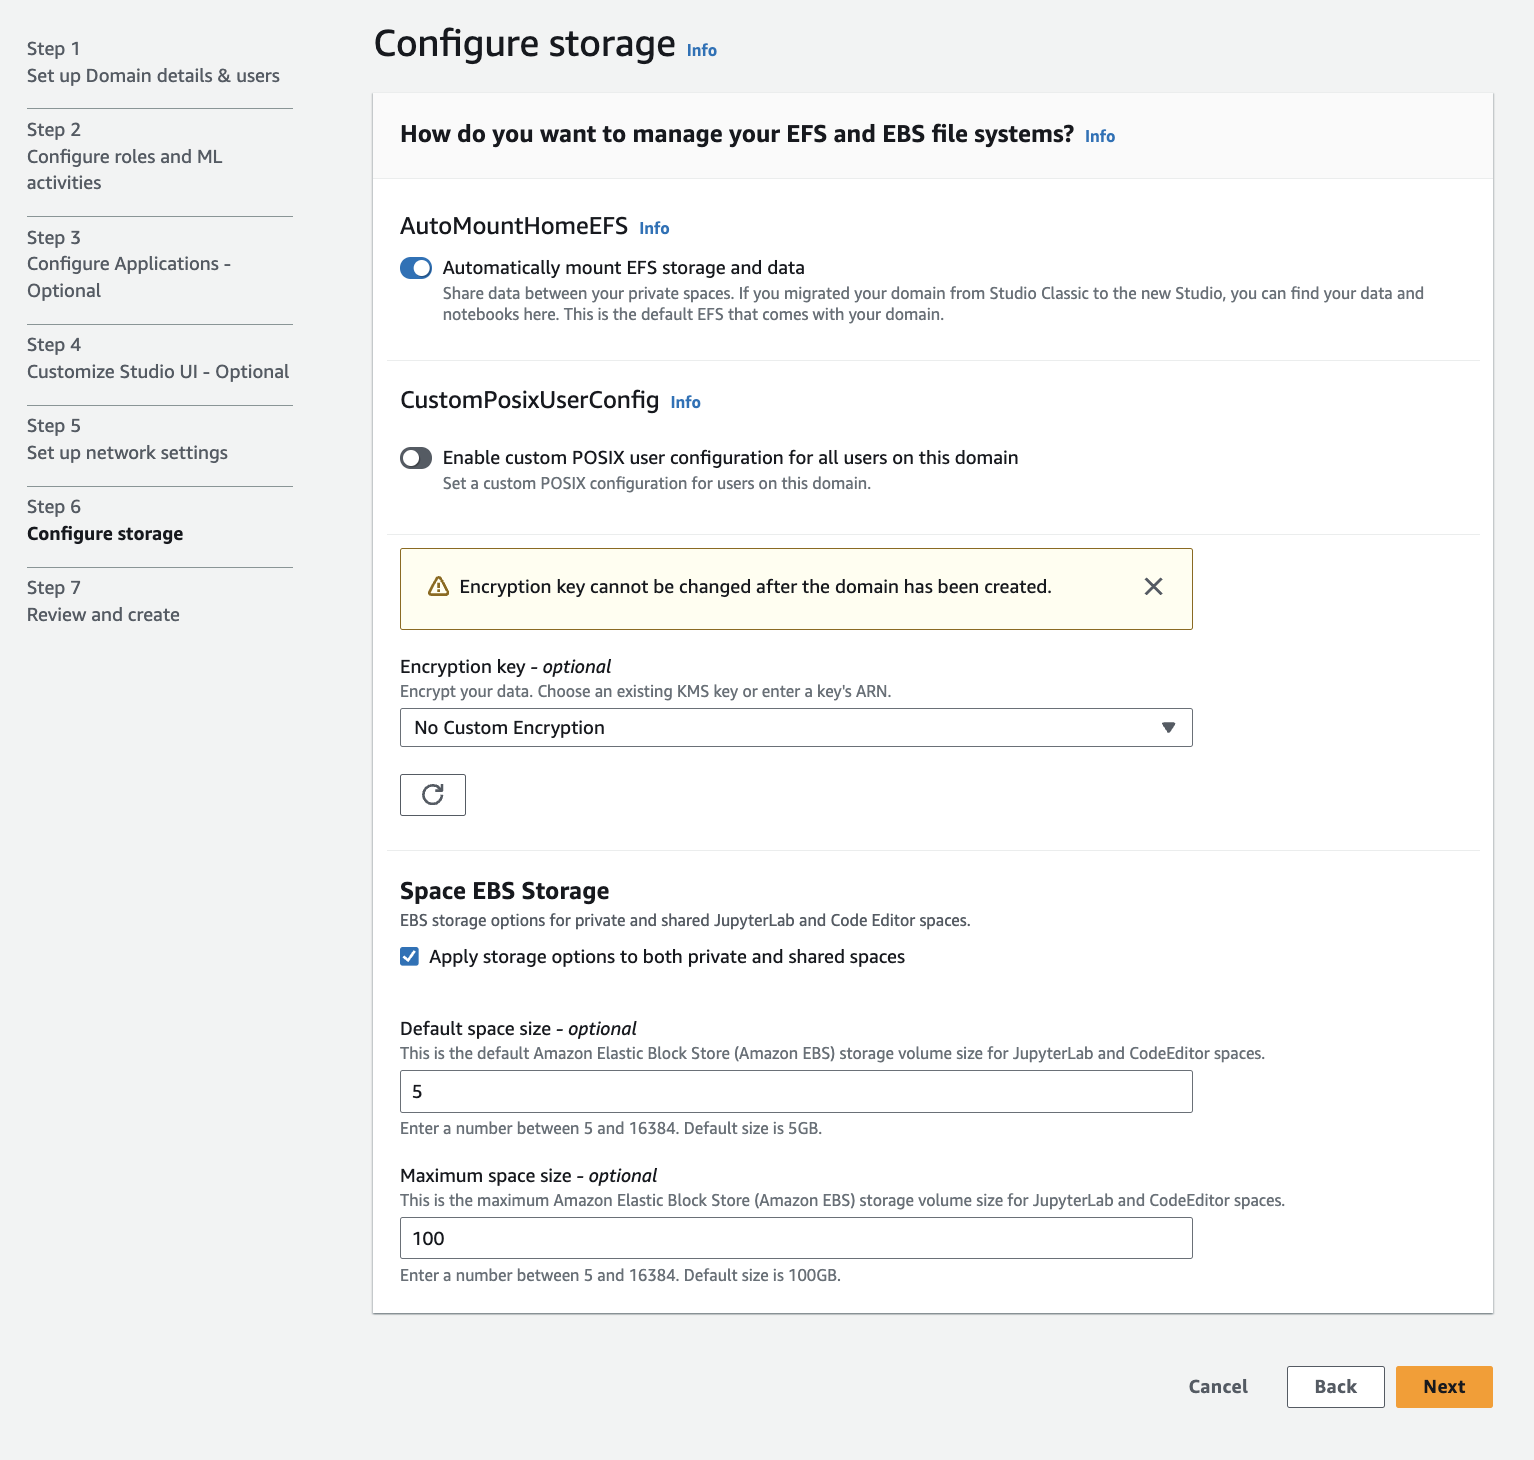 Step 1
Set up Domain details & users
Step 2
Configure roles and ML
activities
Step 3
Configure Applications -
Optional
Step 4
Customize Studio UI - Optional
Step 5
Set up network settings
Step 6
Configure storage
Step 7
Review and create
Configure storage Info
How do you want to manage your EFS and EBS file systems? Info
AutoMountHomeEFS Info
Automatically mount EFS storage and data
Share data between your private spaces. If you migrated your domain from Studio Classic to the new Studio, you can find your data and
notebooks here. This is the default EFS that comes with your domain.
CustomPosixUserConfig Info
Enable custom POSIX user configuration for all users on this domain
Set a custom POSIX configuration for users on this domain.
Encryption key cannot be changed after the domain has been created.
Encryption key - optional
Encrypt your data. Choose an existing KMS key or enter a key's ARN.
No Custom Encryption
Space EBS Storage
EBS storage options for private and shared JupyterLab and Code Editor spaces.
Apply storage options to both private and shared spaces
Default space size - optional
This is the default Amazon Elastic Block Store (Amazon EBS) storage volume size for JupyterLab and CodeEditor spaces.
5
Enter a number between 5 and 16384. Default size is 5GB.
Maximum space size - optional
This is the maximum Amazon Elastic Block Store (Amazon EBS) storage volume size for JupyterLab and CodeEditor spaces.
100
Enter a number between 5 and 16384. Default size is 100GB.
Cancel Back Next